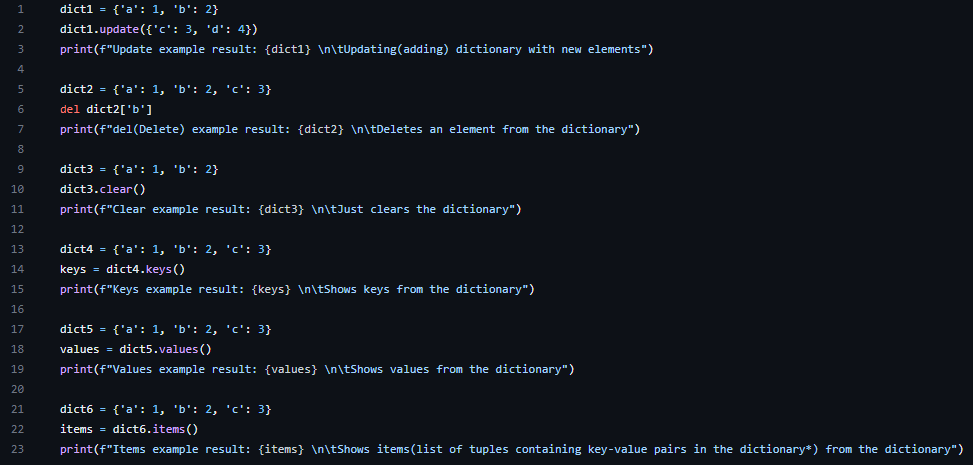 1 dict1 = {'a': 1, 'b': 2}
2 dict1.update({'c': 3, 'd': 4})
3 print(f"Update example result: {dict1} \n\tUpdating(adding) dictionary with new elements")
4
5 dict2 = {'a': 1, 'b': 2, 'c': 3}
6 del dict2['b']
7 print(f"del(Delete) example result: {dict2} \n\tDeletes an element from the dictionary")
8
9 dict3 = {'a': 1, 'b': 2}
10 dict3.clear()
11 print(f"Clear example result: {dict3} \n\tJust clears the dictionary")
12
13 dict4 = {'a': 1, 'b': 2, 'c': 3}
14 keys = dict4.keys()
15 print(f"Keys example result: {keys} \n\tShows keys from the dictionary")
16
17 dict5 = {'a': 1, 'b': 2, 'c': 3}
18 values = dict5.values()
19 print(f"Values example result: {values} \n\tShows values from the dictionary")
20
21 dict6 = {'a': 1, 'b': 2, 'c': 3}
22 items = dict6.items()
23 print(f"Items example result: {items} \n\tShows items(list of tuples containing key-value pairs in the dictionary*) from the dictionary")